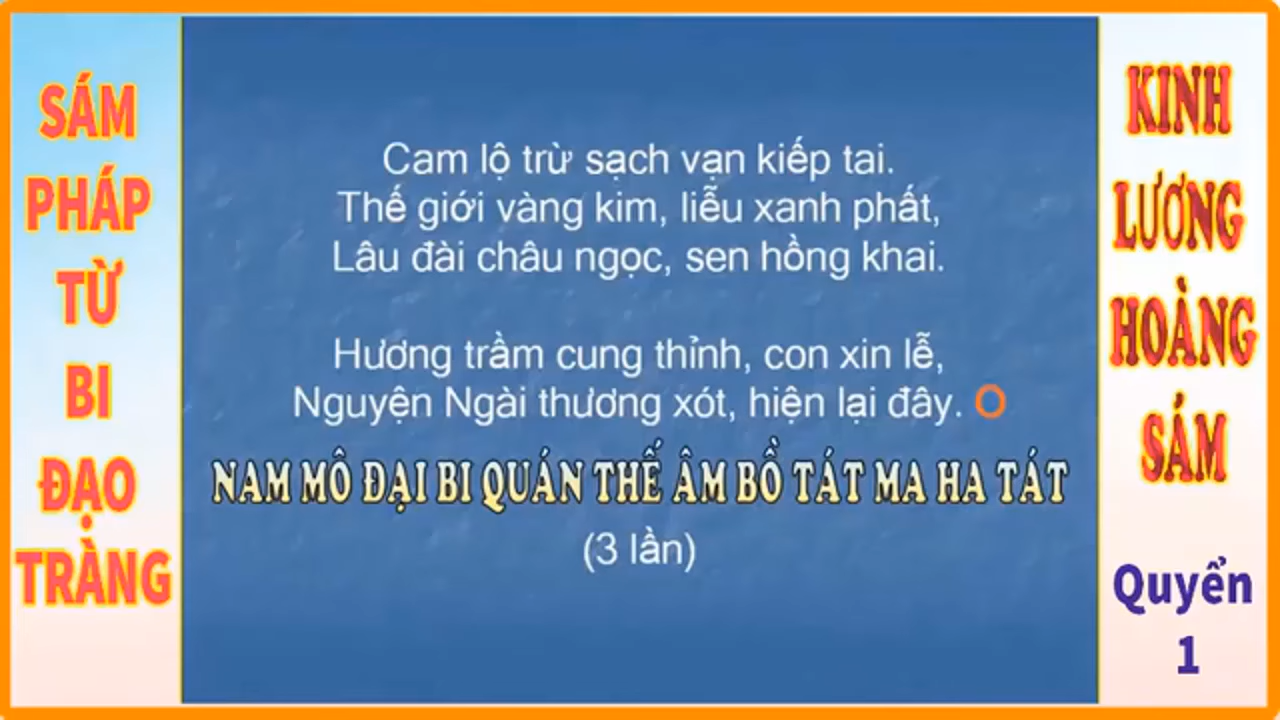 SÁM
PHÁP
TỪ
BI
ĐẠO
TRÀNG
Cam lộ trừ sạch vạn kiếp tai.
Thế giới vàng kim, liễu xanh phất,
Lâu đài châu ngọc, sen hồng khai.
Hương trầm cung thỉnh, con xin lễ,
Nguyện Ngài thương xót, hiện lại đây. O
NAM MÔ ĐẠI BI QUÁN THẾ ÂM BỒ TÁT MA HA TÁT
(3 lần)
KINH
LƯƠNG
HOÀNG
SÁM
Quyển
1